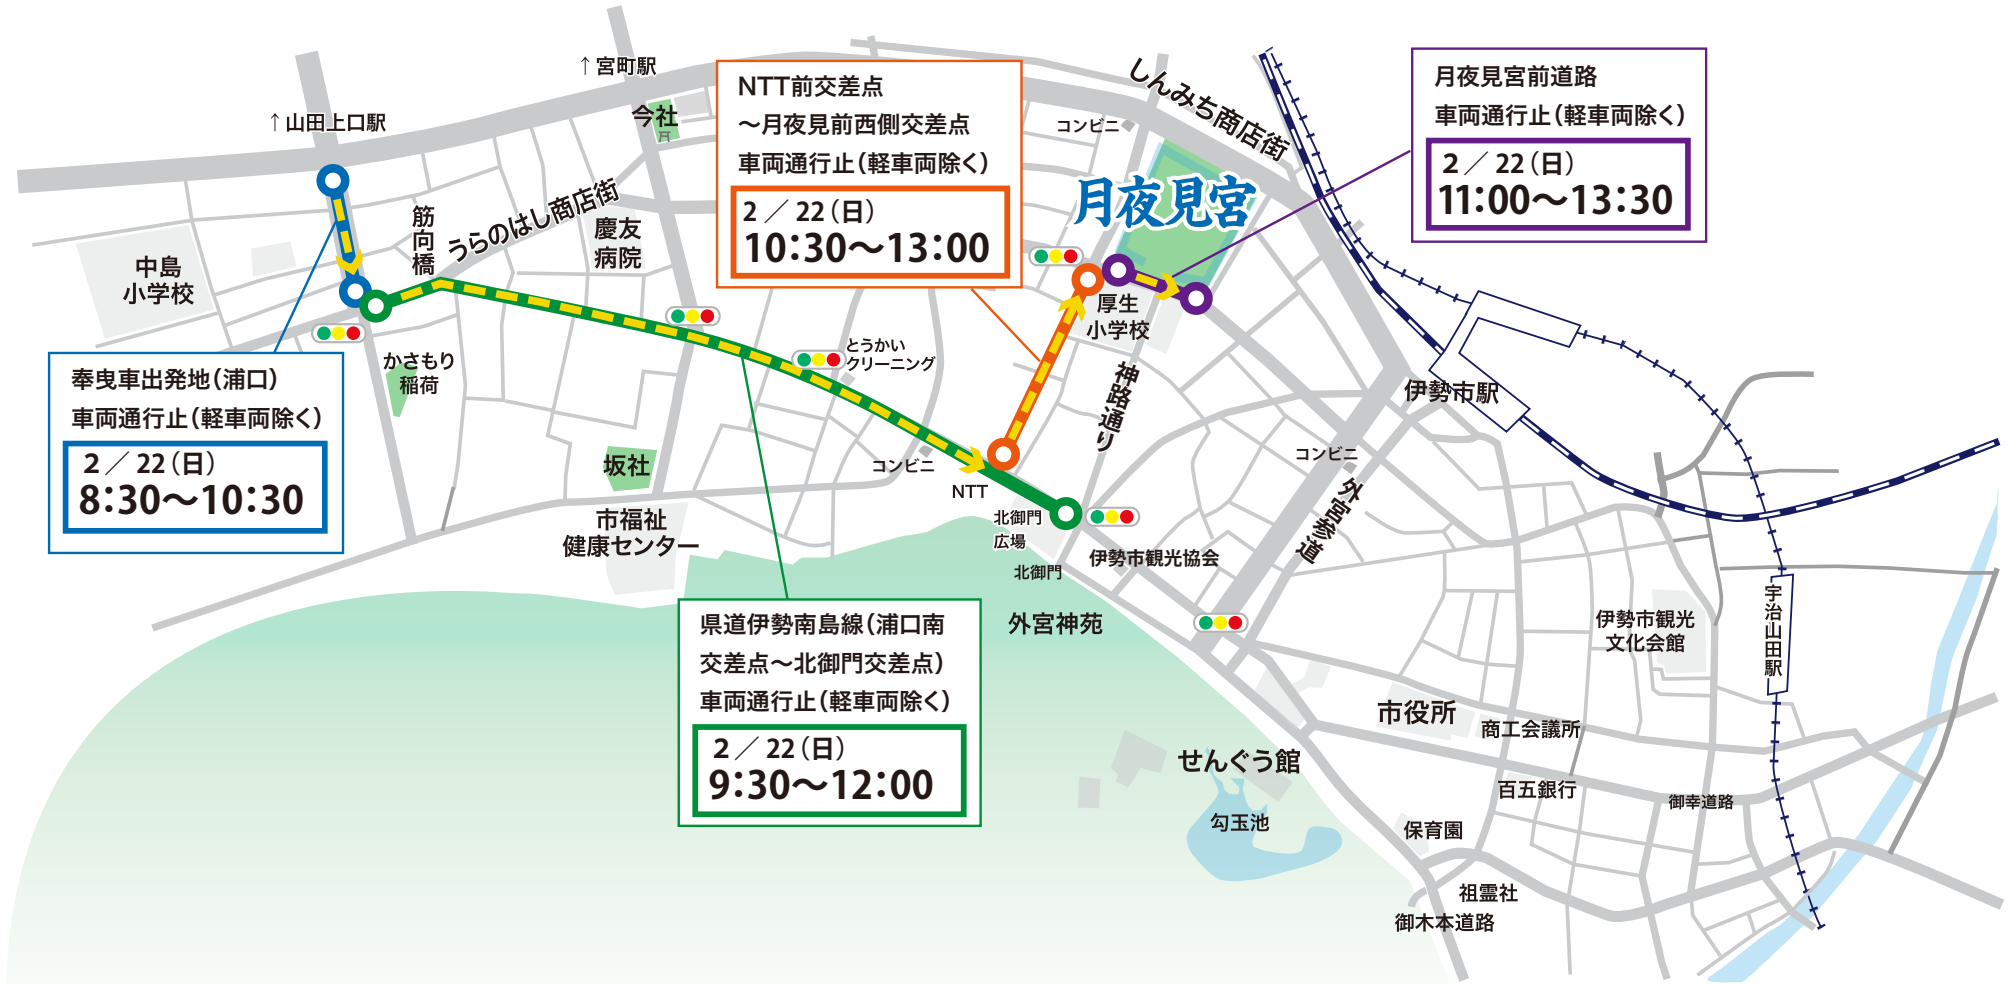 ↑宮町駅
今社
↑山田上口駅
NTT前交差点
〜月夜見前西側交差点
車両通行止（軽車両除く）
2／22（日）
10:30〜13:00
しんみち商店街
コンビニ
月夜見宮
月夜見宮前道路
車両通行止（軽車両除く）
2／22（日）
11:00〜13:30
筋向橋
うらのはし商店街
慶友
病院
中島
小学校
厚生
小学校
とうかい
クリーニング
かさもり
稲荷
神路通り
伊勢市駅
奉曳車出発地（浦口）
車両通行止（軽車両除く）
2／22（日）
8:30〜10:30
坂社
コンビニ
NTT
コンビニ
外宮参道
市福祉
健康センター
北御門
広場
北御門
伊勢市観光協会
外宮神苑
県道伊勢南島線（浦口南
交差点〜北御門交差点）
車両通行止（軽車両除く）
2／22（日）
9:30〜12:00
伊勢市観光
文化会館
宇治山田駅
市役所
商工会議所
せんぐう館
百五銀行
御幸道路
勾玉池
保育園
祖霊社
御木本道路